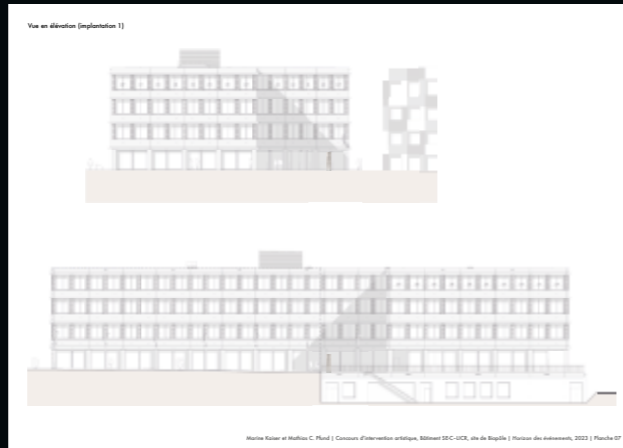 Vue en élévation (implantation 1)
Marine Kaiser et Mathias C. Pfund | Concours d'intervention artistique, Bâtiment SE-C–UCB, site de Biopôle | Horizon des événements, 2023 | Planche 07